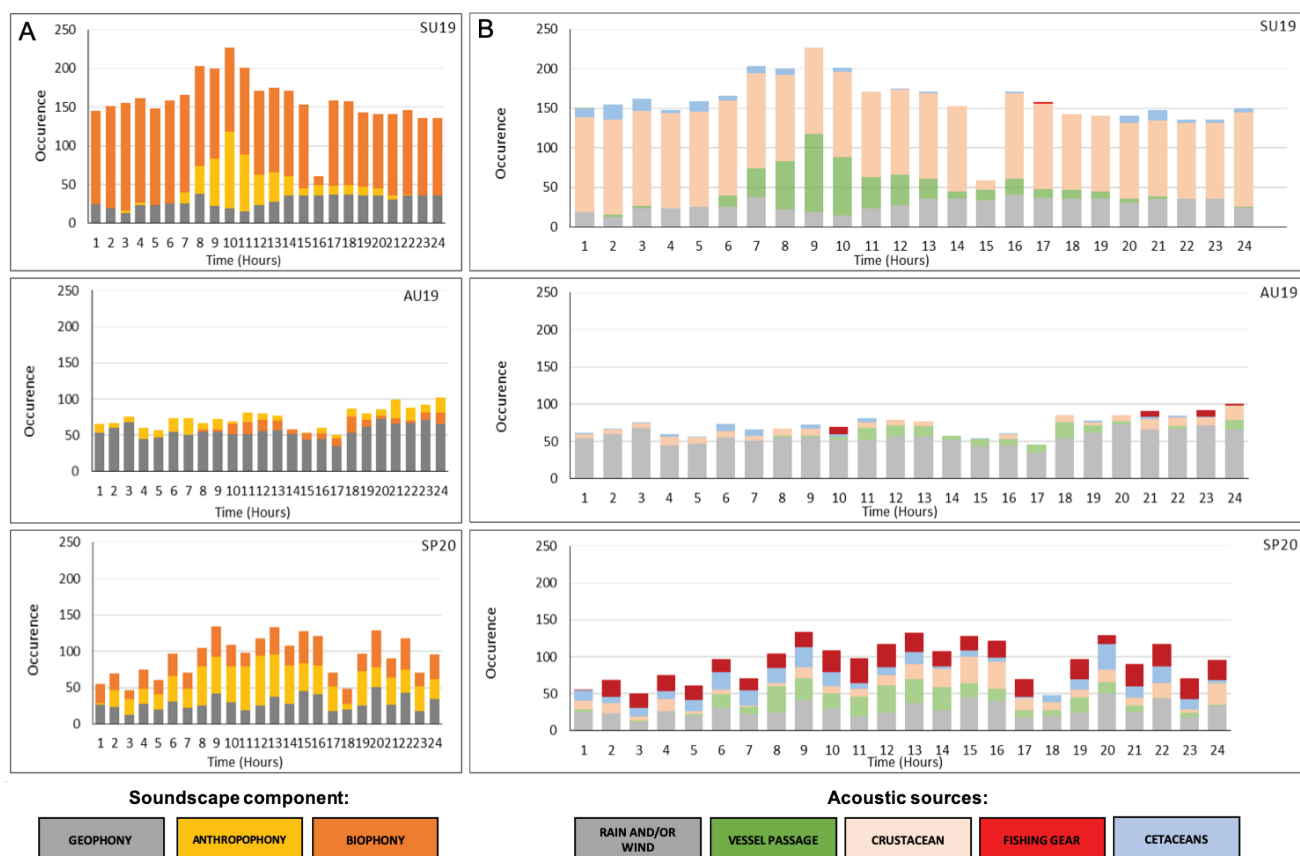 A
SU19
250
200
150
100
50
0
Occurence
1 2 3 4 5 6 7 8 9 10 11 12 13 14 15 16 17 18 19 20 21 22 23 24
Time (Hours)
AU19
250
200
150
100
50
0
Occurence
1 2 3 4 5 6 7 8 9 10 11 12 13 14 15 16 17 18 19 20 21 22 23 24
Time (Hours)
SP20
250
200
150
100
50
0
Occurence
1 2 3 4 5 6 7 8 9 10 11 12 13 14 15 16 17 18 19 20 21 22 23 24
Time (Hours)
B
SU19
250
200
150
100
50
0
Occurence
1 2 3 4 5 6 7 8 9 10 11 12 13 14 15 16 17 18 19 20 21 22 23 24
Time (Hours)
AU19
250
200
150
100
50
0
Occurence
1 2 3 4 5 6 7 8 9 10 11 12 13 14 15 16 17 18 19 20 21 22 23 24
Time (Hours)
SP20
250
200
150
100
50
0
Occurence
1 2 3 4 5 6 7 8 9 10 11 12 13 14 15 16 17 18 19 20 21 22 23 24
Time (Hours)
Soundscape component:
GEOPHONY
ANTHROPOPHONY
BIOPHONY
Acoustic sources:
RAIN AND/OR
WIND
VESSEL PASSAGE
CRUSTACEAN
FISHING GEAR
CETACEANS